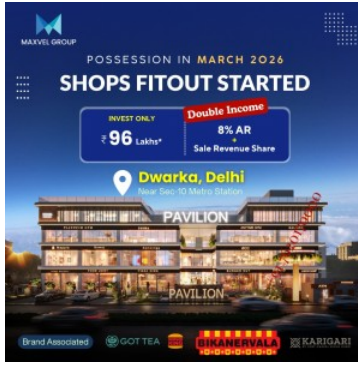 MAXVEL GROUP
POSSESSION IN MARCH 2026
SHOPS FITOUT STARTED
INVEST ONLY
₹ 96 Lakhs*
Double Income
8% AR
+
Sale Revenue Share
Dwarka, Delhi
Near Sec-10 Metro Station
PAVILION
PAVILION
Brand Associated
GOT TEA
BIKANERVALA
KARIGARI